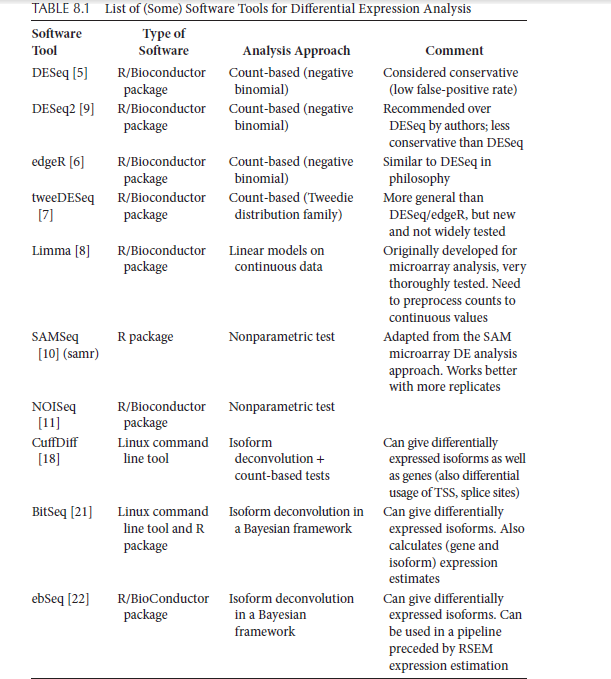 TABLE 8.1 List of (Some) Software Tools for Differential Expression Analysis
Software Tool Type of Software Analysis Approach Comment
DESeq [5] R/Bioconductor Count-based (negative Considered conservative
package binomial) (low false-positive rate)
DESeq2 [9] R/Bioconductor Count-based (negative Recommended over
package binomial) DESeq by authors; less
conservative than DESeq
edgeR [6] R/Bioconductor Count-based (negative Similar to DESeq in
package binomial) philosophy
tweeDESeq R/Bioconductor Count-based (Tweedie More general than
[7] package distribution family) DESeq/edgeR, but new
and not widely tested
Limma [8] R/Bioconductor Linear models on Originally developed for
package continuous data microarray analysis, very
thoroughly tested. Need
to preprocess counts to
continuous values
SAMSeq R package Nonparametric test Adapted from the SAM
[10] (samr) microarray DE analysis
approach. Works better
with more replicates
NOISeq R/Bioconductor Nonparametric test
[11] package
CuffDiff Linux command Isoform Can give differentially
[18] line tool deconvolution + expressed isoforms as well
count-based tests as genes (also differential
usage of TSS, splice sites)
BitSeq [21] Linux command Isoform deconvolution in Can give differentially
line tool and R a Bayesian framework expressed isoforms. Also
package calculates (gene and
isoform) expression
estimates
ebSeq [22] R/BioConductor Isoform deconvolution Can give differentially
package in a Bayesian expressed isoforms. Can
framework be used in a pipeline
preceded by RSEM
expression estimation